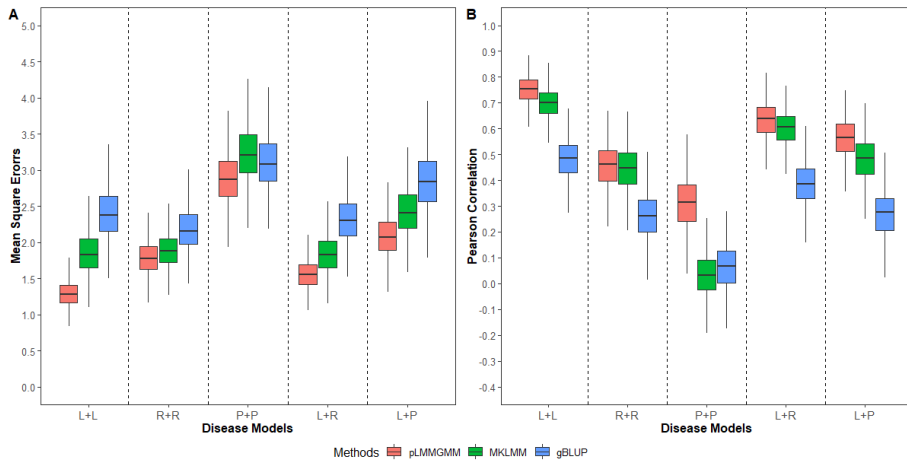 A
Mean Square Erorrs
5.0
4.5
4.0
3.5
3.0
2.5
2.0
1.5
1.0
0.5
0.0
L+L R+R P+P L+R L+P
Disease Models
B
Pearson Correlation
1.0
0.9
0.8
0.7
0.6
0.5
0.4
0.3
0.2
0.1
0.0
-0.1
-0.2
-0.3
-0.4
L+L R+R P+P L+R L+P
Disease Models
Methods pLMMGMM MKLMM gBLUP